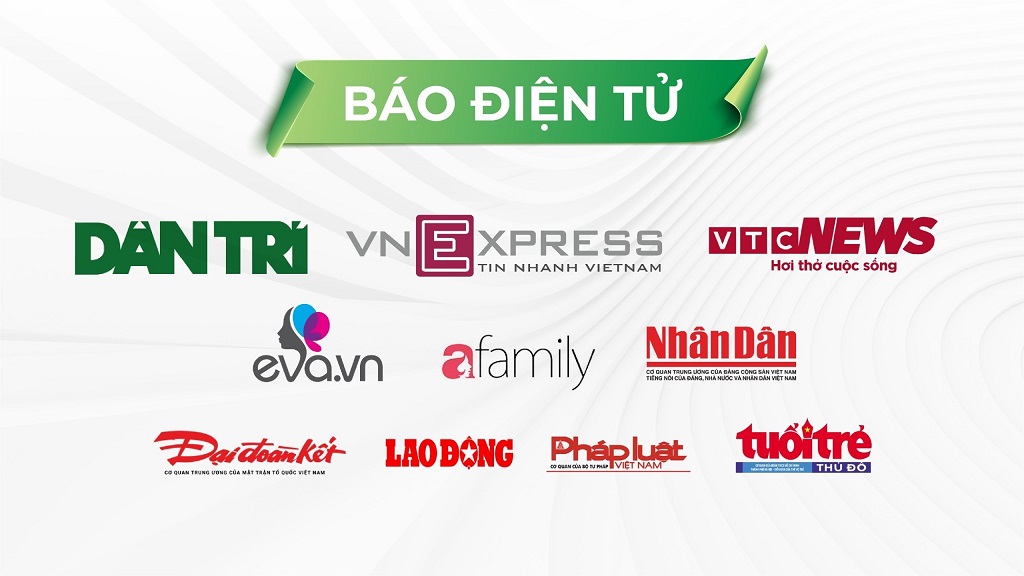 BÁO ĐIỆN TỬ
DÂN TRÍ
VNEXPRESS
TIN NHANH VIETNAM
VTC NEWS
Hơi thở cuộc sống
eva.vn
afamily
Nhân Dân
CƠ QUAN TRUNG ƯƠNG CỦA ĐẢNG CỘNG SẢN VIỆT NAM
TIẾNG NÓI CỦA ĐẢNG, NHÀ NƯỚC VÀ NHÂN DÂN VIỆT NAM
Đại đoàn kết
CƠ QUAN TRUNG ƯƠNG CỦA MẶT TRẬN TỔ QUỐC VIỆT NAM
LAO ĐỘNG
Pháp luật
CƠ QUAN CỦA BỘ TƯ PHÁP VIỆT NAM
tuổi trẻ
THỦ ĐÔ